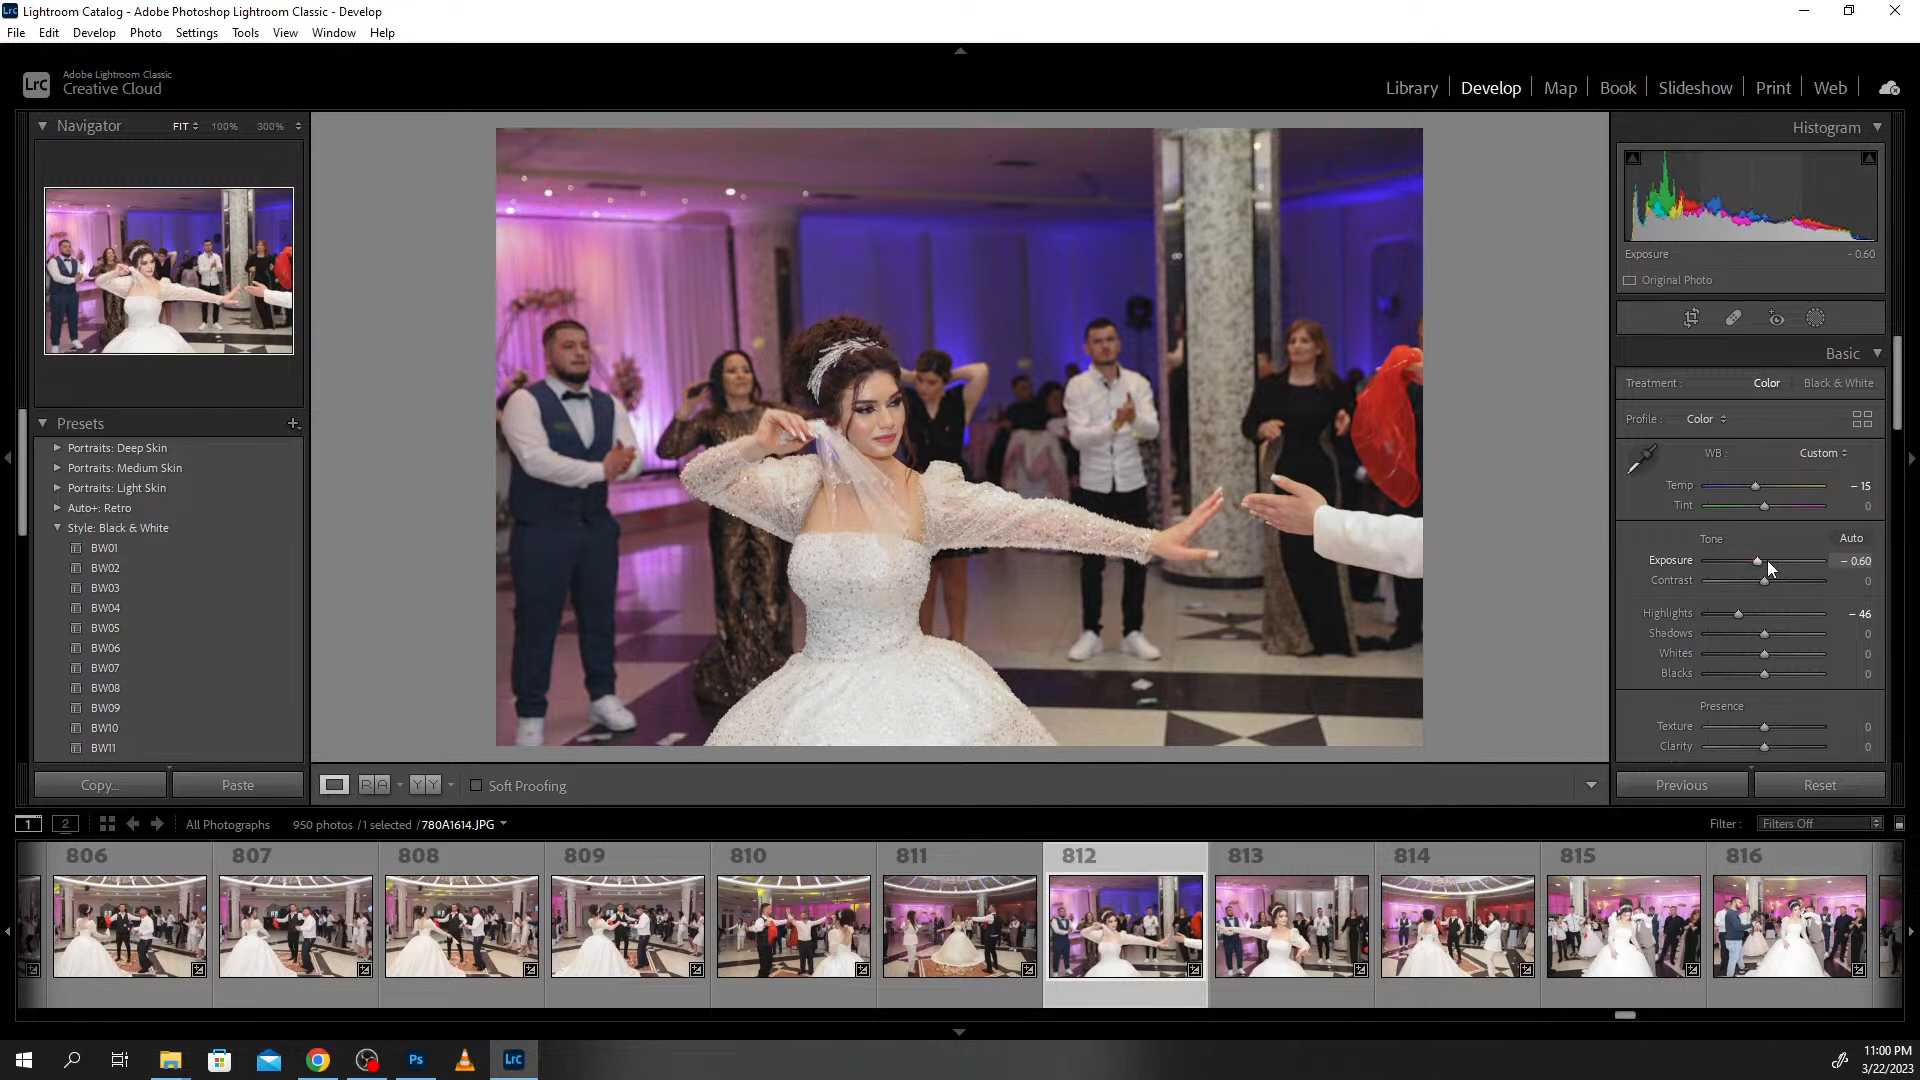 Lightroom Catalog - Adobe Photoshop Lightroom Classic - Develop
File Edit Develop Photo Settings Tools View Window Help
Lrc Adobe Lightroom Classic
Creative Cloud
Library Develop Map Book Slideshow Print Web
Navigator FIT 100% 300%
Histogram
Exposure - 0.60
Original Photo
Basic
Treatment : Color Black & White
Profile : Color
WB : Custom
Temp - 15
Tint 0
Tone Auto
Exposure - 0.60
Contrast 0
Highlights - 46
Shadows 0
Whites 0
Blacks 0
Presence
Texture 0
Clarity 0
Presets
Portraits: Deep Skin
Portraits: Medium Skin
Portraits: Light Skin
Auto+: Retro
Style: Black & White
BW01
BW02
BW03
BW04
BW05
BW06
BW07
BW08
BW09
BW10
BW11
Copy... Paste
R A Y Y Soft Proofing
Previous Reset
1 2 All Photographs 950 photos / 1 selected / 780A1614.JPG
Filter : Filters Off
806 807 808 809 810 811 812 813 814 815 816
Ps Lrc
11:00 PM
3/22/2023